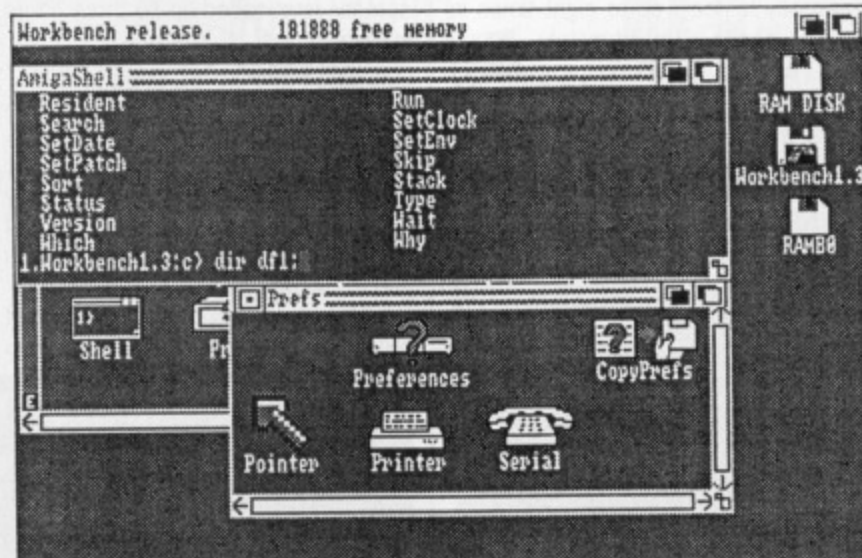 Workbench release. 181888 free memory
AmigaShell
Resident Run
Search SetClock
SetDate SetEnv
SetPatch Skip
Sort Stack
Status Type
Version Wait
Which Why
1.Workbench1.3:c> dir df1:
RAM DISK
Workbench1.3
RAMB0
Prefs
1>
Shell
Pr
Preferences
CopyPrefs
E
Pointer
Printer
Serial